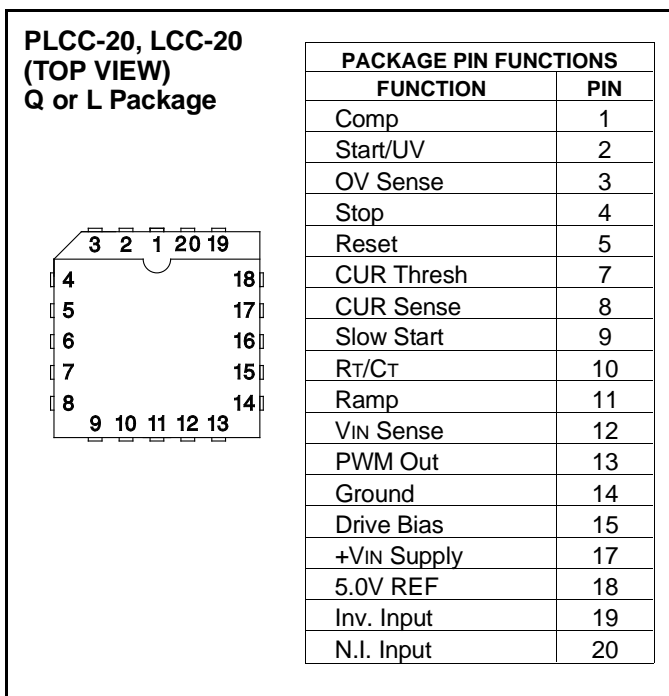 PLCC-20, LCC-20
(TOP VIEW)
Q or L Package
3 2 1 20 19
4 18
5 17
6 16
7 15
8 14
9 10 11 12 13
PACKAGE PIN FUNCTIONS
FUNCTION PIN
Comp 1
Start/UV 2
OV Sense 3
Stop 4
Reset 5
CUR Thresh 7
CUR Sense 8
Slow Start 9
RT/CT 10
Ramp 11
VIN Sense 12
PWM Out 13
Ground 14
Drive Bias 15
+VIN Supply 17
5.0V REF 18
Inv. Input 19
N.I. Input 20